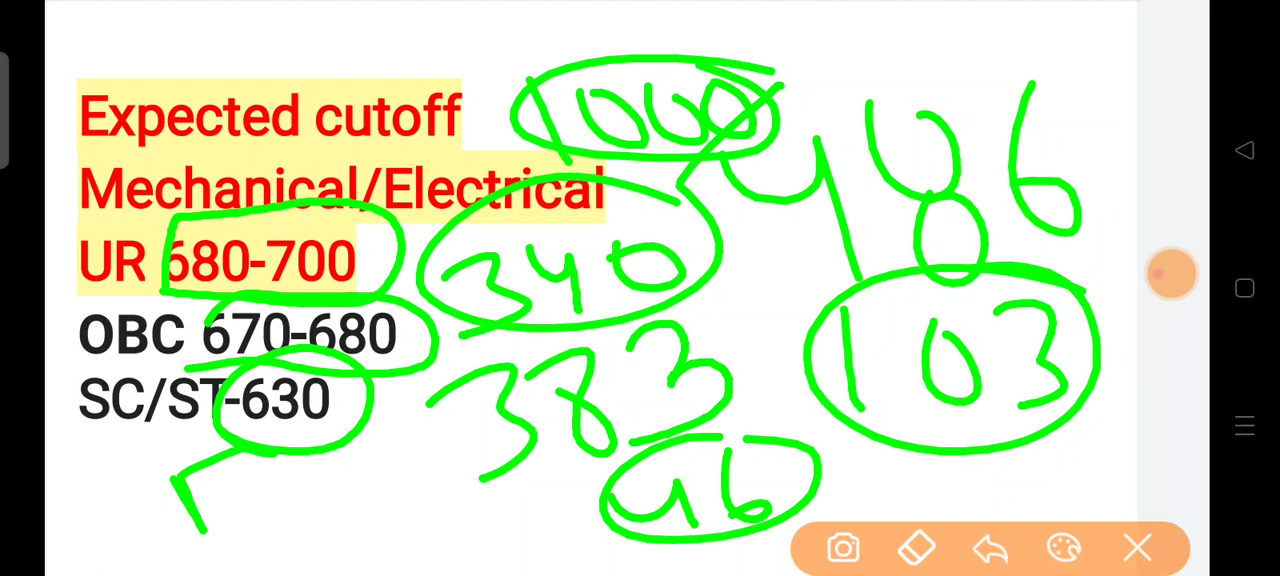 Expected cutoff 1000
Mechanical/Electrical 486
UR 680-700 340
OBC 670-680 103
SC/ST-630 383
46